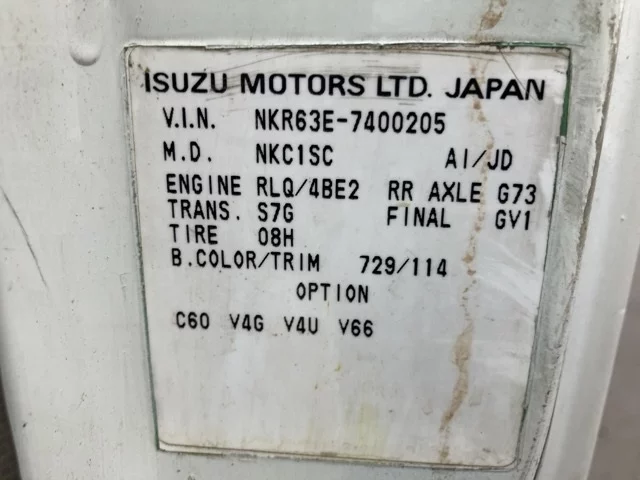 ISUZU MOTORS LTD. JAPAN
V.I.N. NKR63E-7400205
M.D. NKC1SC AI/JD
ENGINE RLQ/4BE2 RR AXLE G73
TRANS. S7G FINAL GV1
TIRE 08H
B.COLOR/TRIM 729/114
OPTION
C60 V4G V4U V66